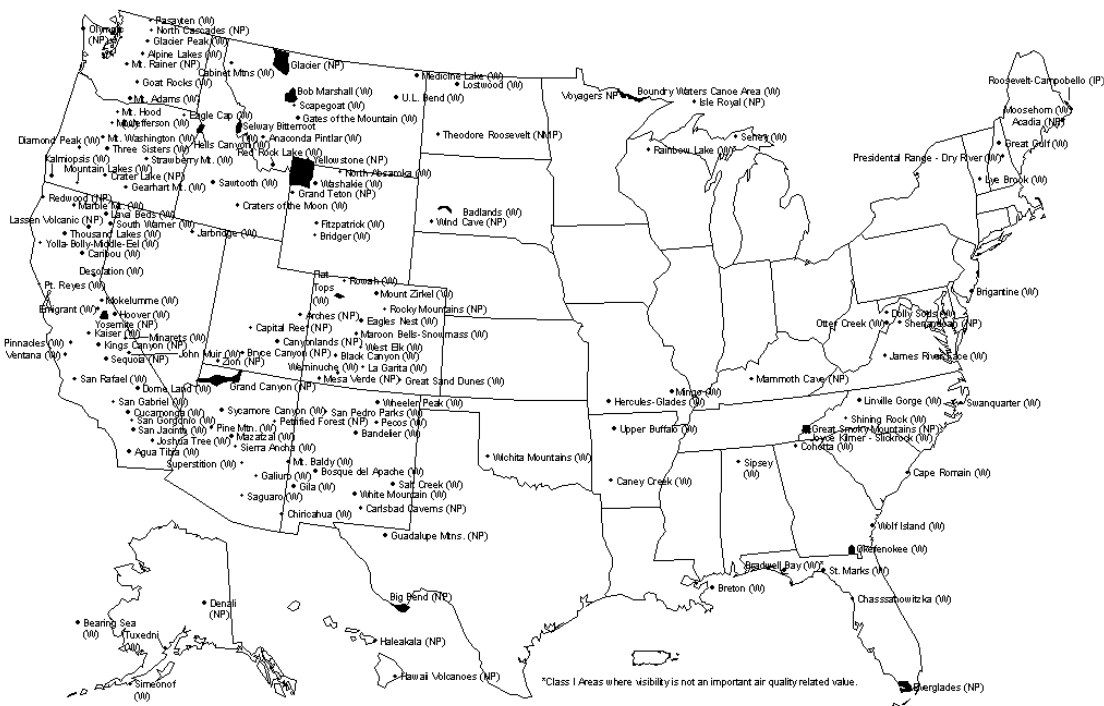 Pasayten (W)
Olympic
(NP)
North Cascades (NP)
Glacier Peak (W)
Alpine Lakes (W)
Mt. Rainer (NP)
Goat Rocks (W)
Mt. Adams (W)
Mt. Hood
(W)
Mt. Jefferson (W)
Diamond Peak (W)
Mt. Washington (W)
Three Sisters (W)
Kalmiopsis (W)
Strawberry Mt. (W)
Mountain Lakes (W)
Crater Lake (NP)
Gearhart Mt. (W)
Eagle Cap (W)
Hells Canyon (W)
Cabinet Mtns (W)
Glacier (NP)
Bob Marshall (W)
Scapegoat (W)
Gates of the Mountain (W)
Selway Bitterroot
(W)
Anaconda Pintlar (W)
Red Rock Lake (W)
Medicine Lake (W)
U.L. Bend (W)
Lostwood (W)
Theodore Roosevelt (NMP)
Yellowstone (NP)
North Absaroka (W)
Washakie (W)
Grand Teton (NP)
Sawtooth (W)
Craters of the Moon (W)
Fitzpatrick (W)
Bridger (W)
Badlands (W)
Wind Cave (NP)
Redwood (NP)
Marble Mt. (W)
Lava Beds (W)
Lassen Volcanic (NP)
South Warner (W)
Thousand Lakes (W)
Yolla-Bolly-Middle-Eel (W)
Caribou (W)
Jarbridge (W)
Desolation (W)
Pt. Reyes (W)
Mokelumne (W)
Emigrant (W)
Hoover (W)
Yosemite (NP)
Kaiser (W)
Minarets (W)
Pinnacles (W)
Kings Canyon (NP)
Ventana (W)
Sequoia (NP)
John Muir (W)
San Rafael (W)
Dome Land (W)
San Gabriel (W)
Cucamonga (W)
San Gorgonio (W)
San Jacinto (W)
Joshua Tree (W)
Agua Tibia (W)
Flat
Tops
(W)
Rawah (W)
Mount Zirkel (W)
Rocky Mountains (NP)
Arches (NP)
Eagles Nest (W)
Capital Reef (NP)
Maroon Bells-Snowmass (W)
Canyonlands (NP)
West Elk (W)
Bryce Canyon (NP)
Black Canyon (W)
Zion (NP)
Weminuche (W)
La Garita (W)
Mesa Verde (NP)
Great Sand Dunes (W)
Grand Canyon (NP)
Wheeler Peak (W)
Sycamore Canyon (W)
San Pedro Parks (W)
Petrified Forest (NP)
Pecos (W)
Pine Mtn. (W)
Bandelier (W)
Mazatzal (W)
Sierra Ancha (W)
Superstition (W)
Mt. Baldy (W)
Bosque del Apache (W)
Galiuro (W)
Salt Creek (W)
Gila (W)
White Mountain (W)
Saguaro (W)
Carlsbad Caverns (NP)
Chiricahua (W)
Guadalupe Mtns. (NP)
Big Bend (NP)
Wichita Mountains (W)
Voyagers NP
Boundry Waters Canoe Area (W)
Isle Royal (NP)
Seney (W)
Rainbow Lake (W)*
Roosevelt-Campobello (IP)
Moosehorn (W)
Acadia (NP)
Great Gulf (W)
Presidental Range - Dry River (W)
Lye Brook (W)
Brigantine (W)
Dolly Sods (W)
Otter Creek (W)
Shenandoah (NP)
James River Face (W)
Mammoth Cave (NP)
Mingo (W)
Hercules-Glades (W)
Upper Buffalo (W)
Caney Creek (W)
Linville Gorge (W)
Swanquarter (W)
Shining Rock (W)
Great Smoky Mountains (NP)
Joyce Kilmer - Slickrock (W)
Cohotta (W)
Sipsey
(W)
Cape Romain (W)
Wolf Island (W)
Okefenokee (W)
Bradwell Bay (W)*
St. Marks (W)
Breton (W)
Chasssahowitzka (W)
Everglades (NP)
Denali
(NP)
Bearing Sea
(W)
Tuxedni
(W)
Simeonof
(W)
Haleakala (NP)
Hawaii Volcanoes (NP)
*Class I Areas where visibility is not an important air quality related value.